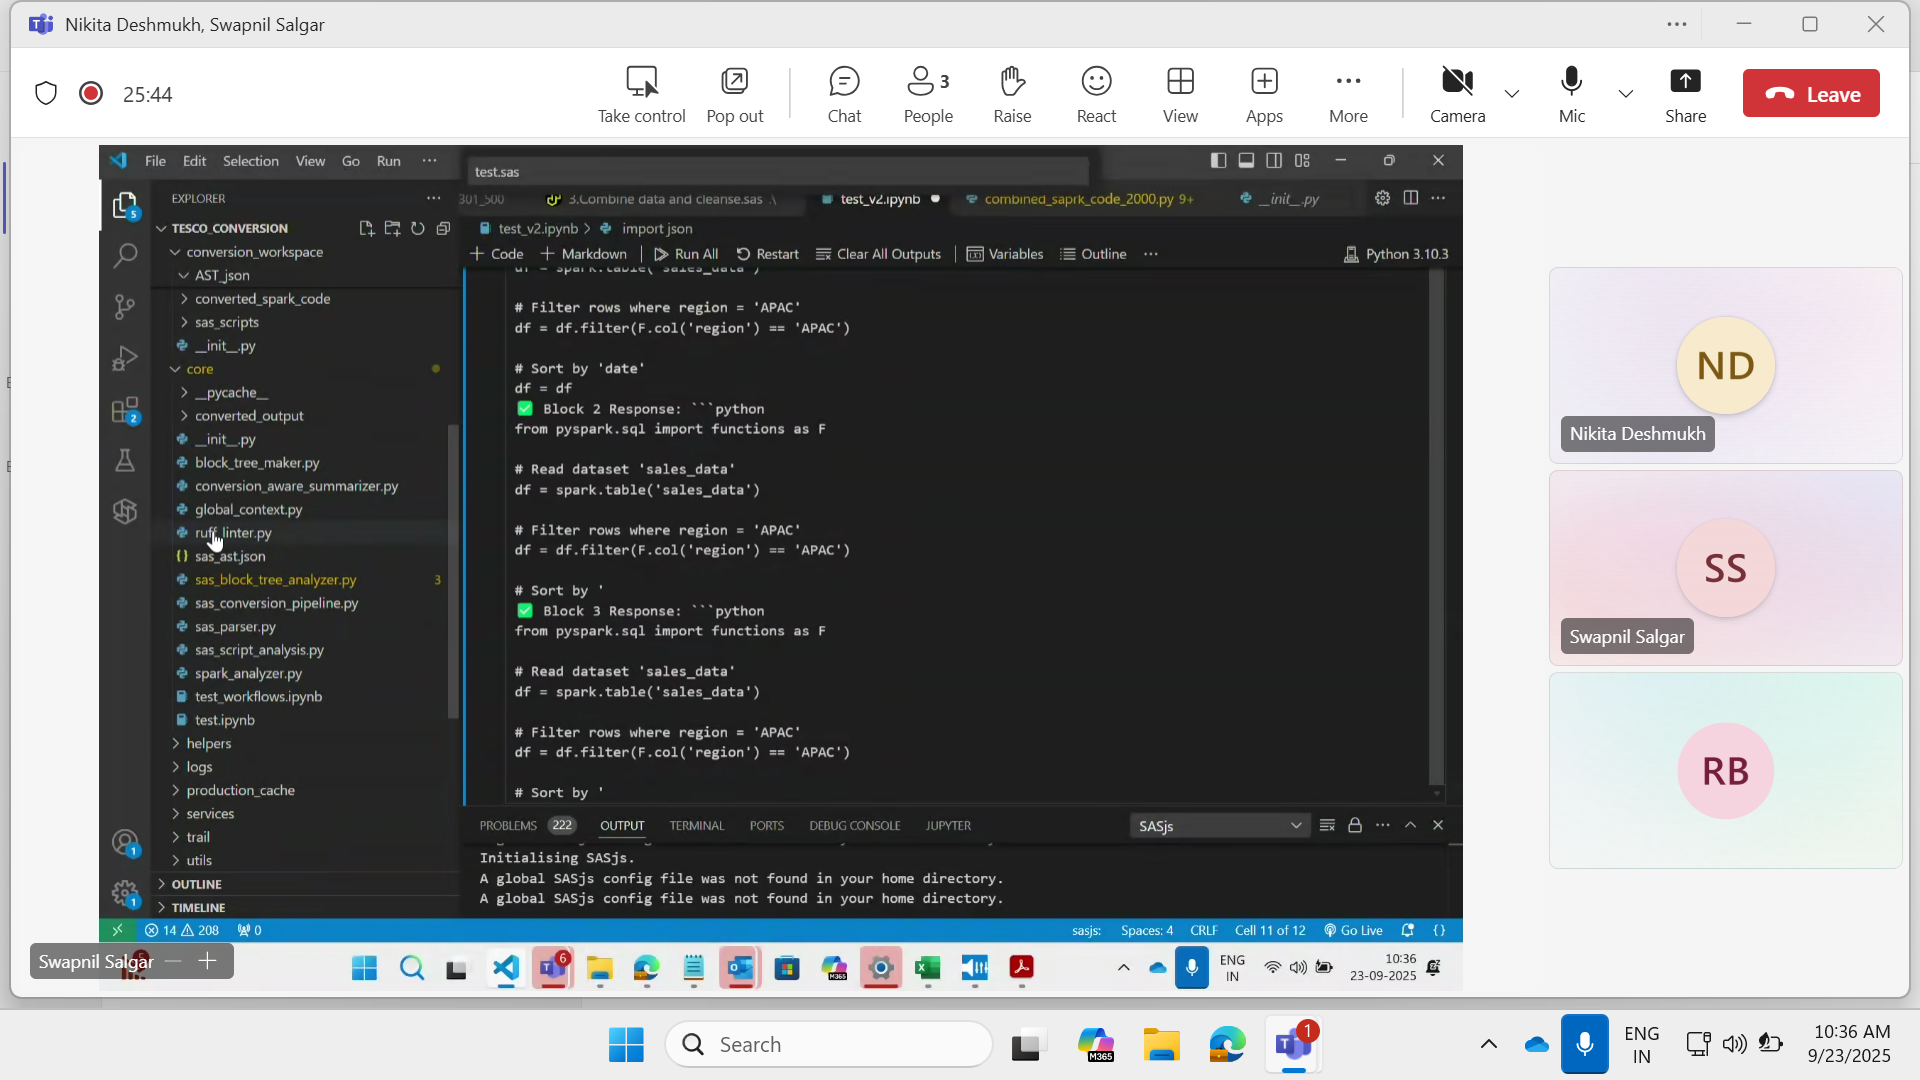 Nikita Deshmukh, Swapnil Salgar
25:44
Take control
Pop out
Chat
3
People
Raise
React
View
Apps
More
Camera
Mic
Share
Leave
File Edit Selection View Go Run
test.sas
EXPLORER
301_500
3.Combine data and cleanse.sas .\
test_v2.ipynb
combined_saprk_code_2000.py 9+
__init__.py
TESCO_CONVERSION
test_v2.ipynb > import json
+ Code + Markdown Run All Restart Clear All Outputs Variables Outline
Python 3.10.3
conversion_workspace
AST_json
converted_spark_code
sas_scripts
__init__.py
core
__pycache__
converted_output
__init__.py
block_tree_maker.py
conversion_aware_summarizer.py
global_context.py
ruff_linter.py
sas_ast.json
sas_block_tree_analyzer.py 3
sas_conversion_pipeline.py
sas_parser.py
sas_script_analysis.py
spark_analyzer.py
test_workflows.ipynb
test.ipynb
helpers
logs
production_cache
services
trail
utils
OUTLINE
TIMELINE
5
2
1
1
df = spark.table('sales_data')
# Filter rows where region = 'APAC'
df = df.filter(F.col('region') == 'APAC')
# Sort by 'date'
df = df
✅ Block 2 Response: ```python
from pyspark.sql import functions as F
# Read dataset 'sales_data'
df = spark.table('sales_data')
# Filter rows where region = 'APAC'
df = df.filter(F.col('region') == 'APAC')
# Sort by '
✅ Block 3 Response: ```python
from pyspark.sql import functions as F
# Read dataset 'sales_data'
df = spark.table('sales_data')
# Filter rows where region = 'APAC'
df = df.filter(F.col('region') == 'APAC')
# Sort by '
PROBLEMS 222 OUTPUT TERMINAL PORTS DEBUG CONSOLE JUPYTER
SASjs
Initialising SASjs.
A global SASjs config file was not found in your home directory.
A global SASjs config file was not found in your home directory.
14 208 0
sasjs: Spaces: 4 CRLF Cell 11 of 12 Go Live {}
Swapnil Salgar
6
M365
ENG
IN
10:36
23-09-2025
ND
Nikita Deshmukh
SS
Swapnil Salgar
RB
Search
M365
1
ENG
IN
10:36 AM
9/23/2025